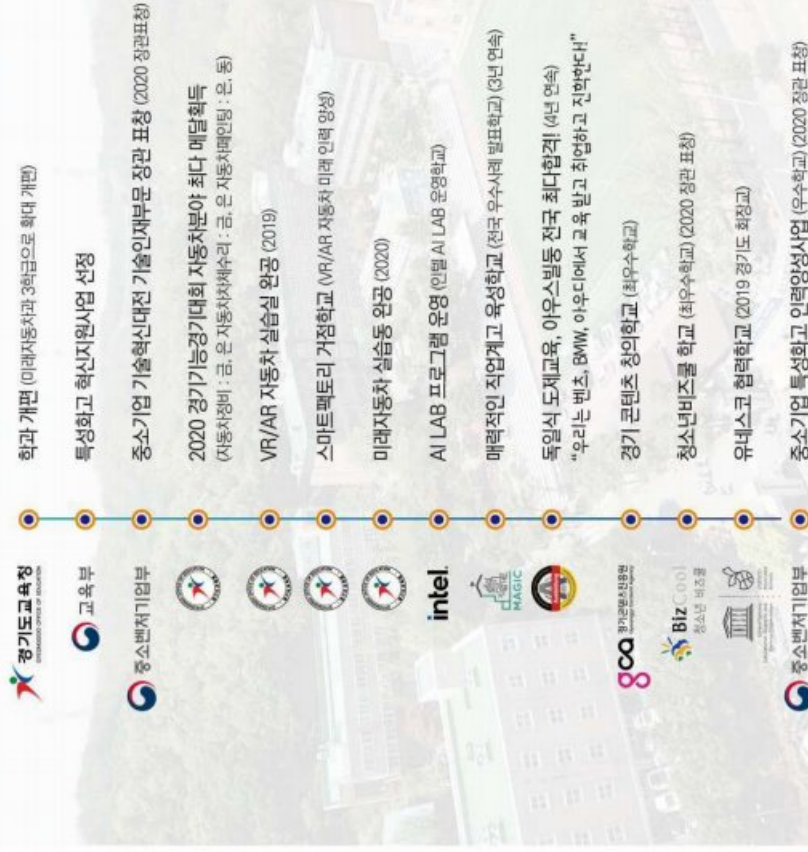 경기도교육청
학과 개편 (미래자동차과 3학급으로 확대 개편)
교육부
특성화고 혁신지원사업 선정
중소벤처기업부
중소기업 기술혁신대전 기술인재부문 장관 표창 (2020 장관표창)
2020 경기기능경기대회 자동차분야 최다 메달획득
(자동차정비 : 금, 은 자동차차체수리 : 금, 은 자동차페인팅 : 은, 동)
VR/AR 자동차 실습실 완공 (2019)
스마트팩토리 거점학교 (VR/AR 자동차 미래 인력 양성)
미래자동차 실습동 완공 (2020)
intel.
AI LAB 프로그램 운영 (인텔 AI LAB 운영학교)
MAGIC
매력적인 직업계고 육성학교 (전국 우수사례 발표학교) (3년 연속)
독일식 도제교육, 아우스빌둥 전국 최다합격! (4년 연속)
“우리는 벤츠, BMW, 아우디에서 교육 받고 취업하고 진학한다!”
gca 경기콘텐츠진흥원
경기 콘텐츠 창의학교 (최우수학교)
BizCool
청소년 비즈쿨
청소년비즈쿨 학교 (최우수학교) (2020 장관 표창)
유네스코 협력학교 (2019 경기도 회장교)
중소벤처기업부
중소기업 특성화고 인력양성사업 (우수학교) (2020 장관 표창)